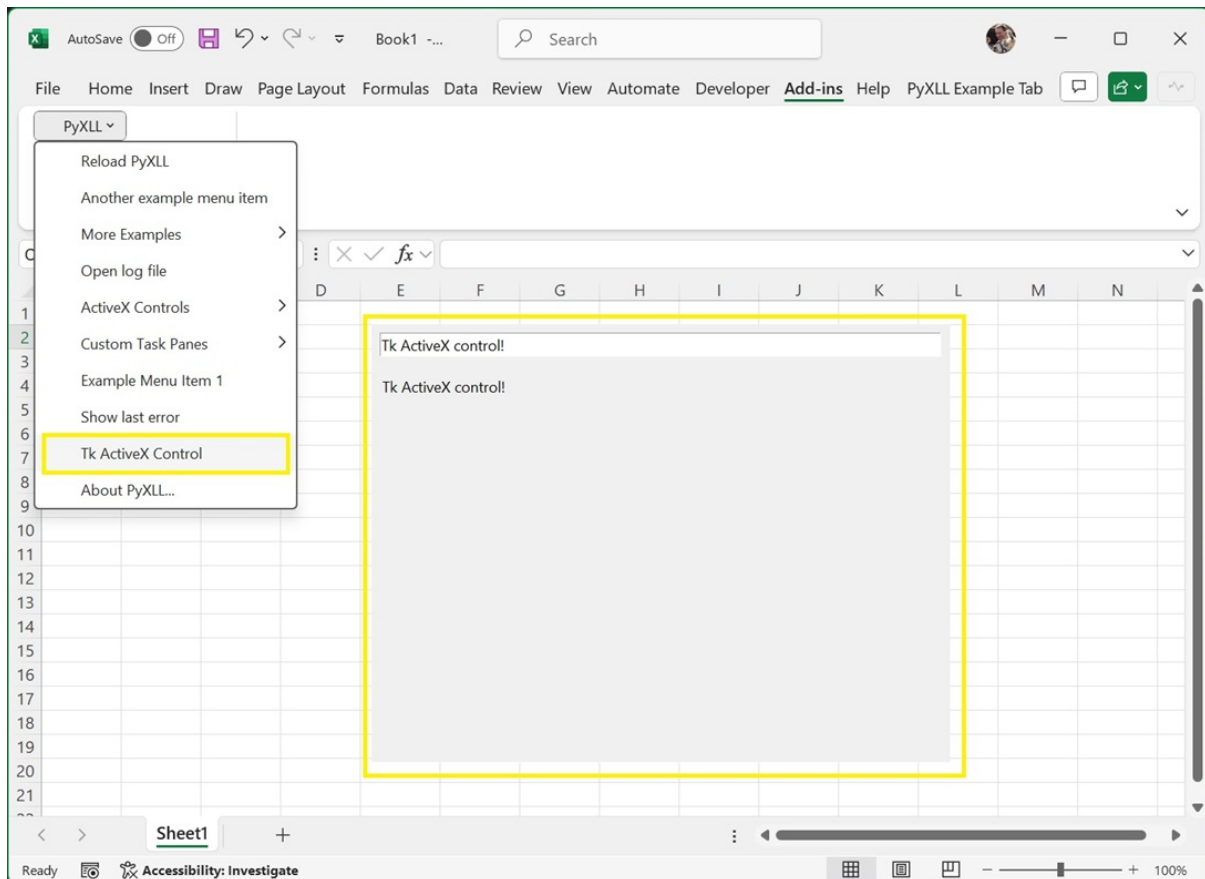 AutoSave Off Book1 -... Search
File Home Insert Draw Page Layout Formulas Data Review View Automate Developer Add-ins Help PyXLL Example Tab
PyXLL
Reload PyXLL
Another example menu item
More Examples
Open log file
ActiveX Controls
Custom Task Panes
Example Menu Item 1
Show last error
Tk ActiveX Control
About PyXLL...
fx
D E F G H I J K L M N
1
2
3
4
5
6
7
8
9
10
11
12
13
14
15
16
17
18
19
20
21
Tk ActiveX control!
Tk ActiveX control!
Sheet1
Ready Accessibility: Investigate 100%